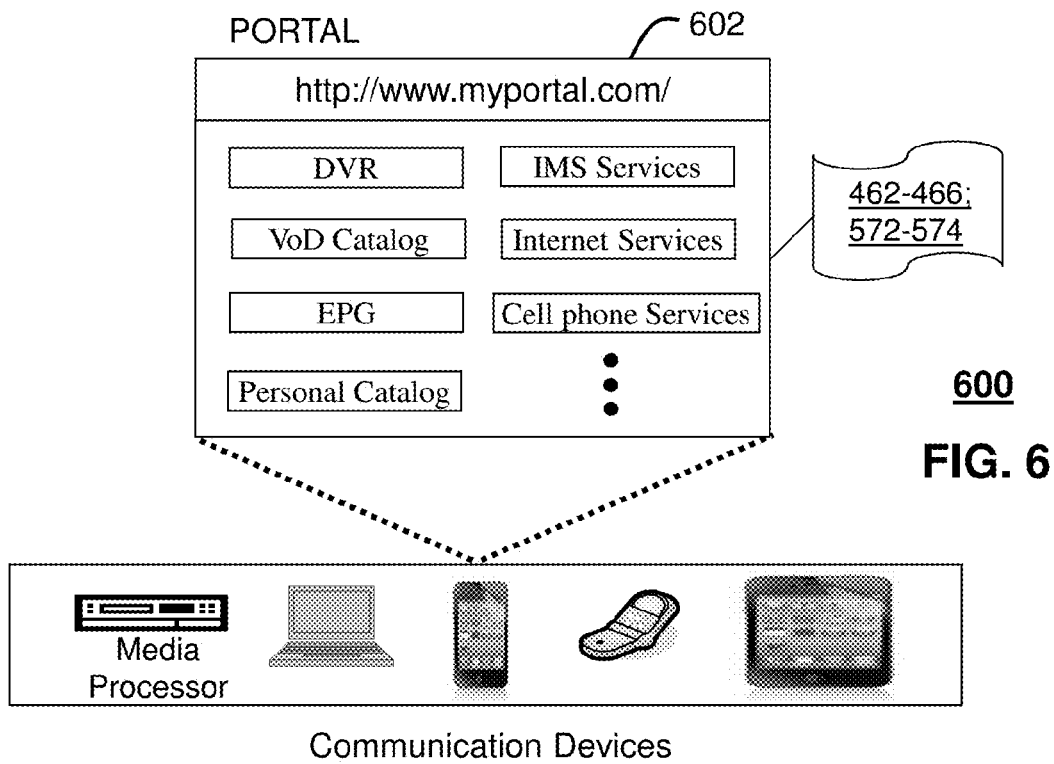 PORTAL
602
http://www.myportal.com/
DVR
IMS Services
VoD Catalog
Internet Services
EPG
Cell phone Services
Personal Catalog
462-466;
572-574
600
FIG. 6
Media
Processor
Communication Devices